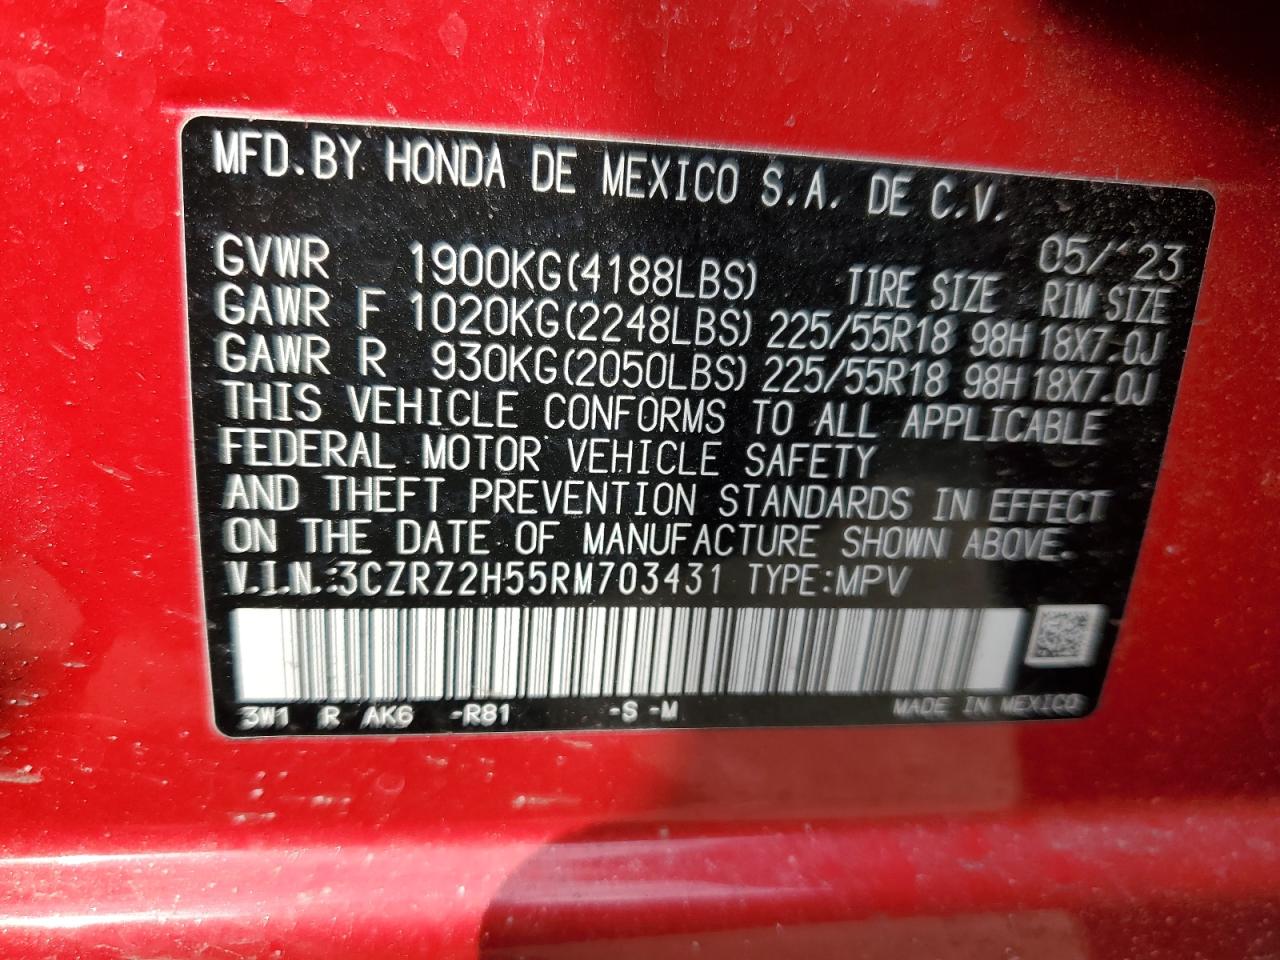 MFD.BY HONDA DE MEXICO S.A. DE C.V.
05/ 23
GVWR 1900KG(4188LBS) TIRE SIZE RIM SIZE
GAWR F 1020KG(2248LBS) 225/55R18 98H 18X7.0J
GAWR R 930KG(2050LBS) 225/55R18 98H 18X7.0J
THIS VEHICLE CONFORMS TO ALL APPLICABLE
FEDERAL MOTOR VEHICLE SAFETY
AND THEFT PREVENTION STANDARDS IN EFFECT
ON THE DATE OF MANUFACTURE SHOWN ABOVE.
V.I.N.:3CZRZ2H55RM703431 TYPE:MPV
3W1 R AK6 -R81 -S -M MADE IN MEXICO